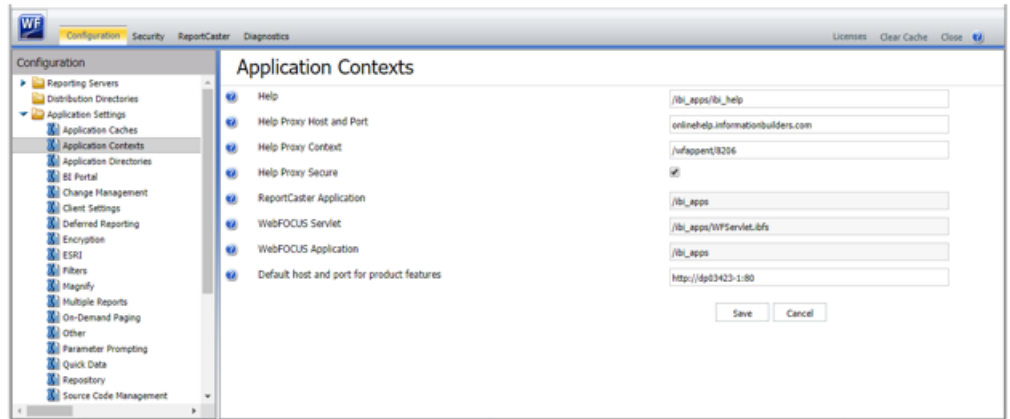 WF
Configuration Security ReportCaster Diagnostics
Licenses Clear Cache Close
Configuration
Reporting Servers
Distribution Directories
Application Settings
Application Caches
Application Contexts
Application Directories
BI Portal
Change Management
Client Settings
Deferred Reporting
Encryption
ESRI
Filters
Magnify
Multiple Reports
On-Demand Paging
Other
Parameter Prompting
Quick Data
Repository
Source Code Management
Application Contexts
Help /ibi_apps/ibi_help
Help Proxy Host and Port onlinehelp.informationbuilders.com
Help Proxy Context /wfappent/8206
Help Proxy Secure
ReportCaster Application /ibi_apps
WebFOCUS Servlet /ibi_apps/WFServlet.ibfs
WebFOCUS Application /ibi_apps
Default host and port for product features http://dp03423-1:80
Save Cancel